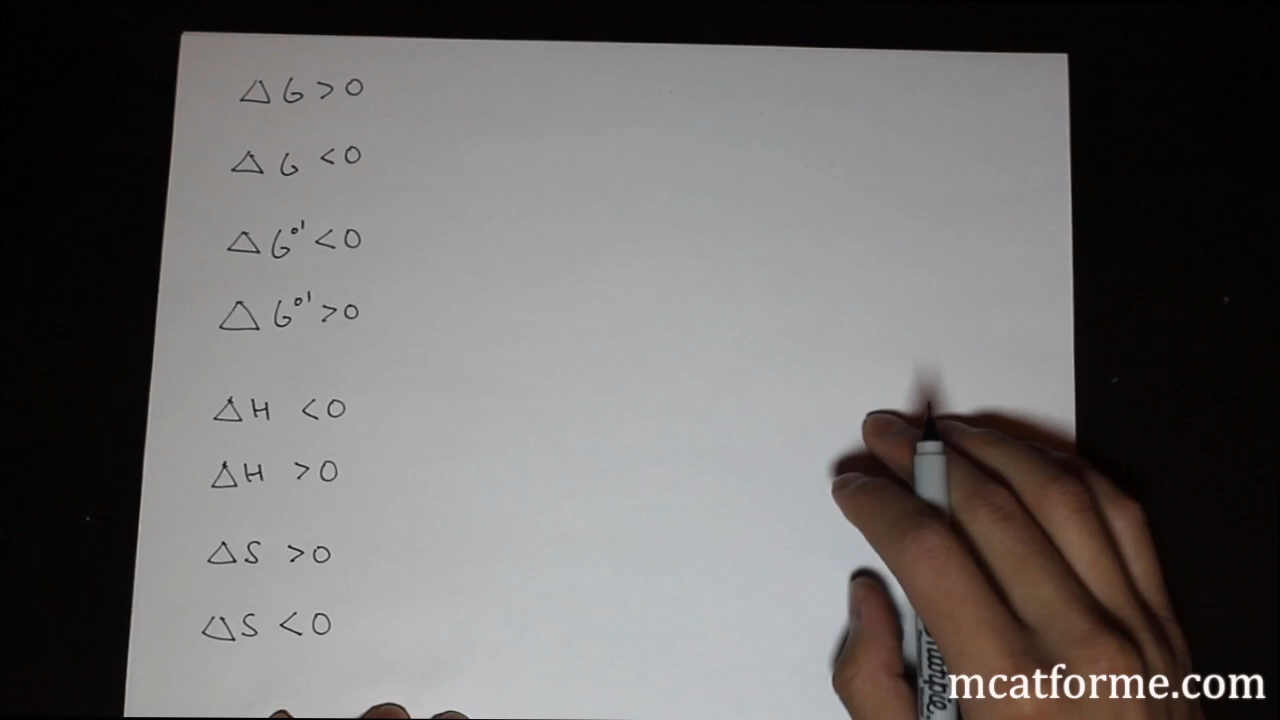 ΔG > 0
ΔG < 0
ΔG°' < 0
ΔG°' > 0
ΔH < 0
ΔH > 0
ΔS > 0
ΔS < 0
mcatforme.com